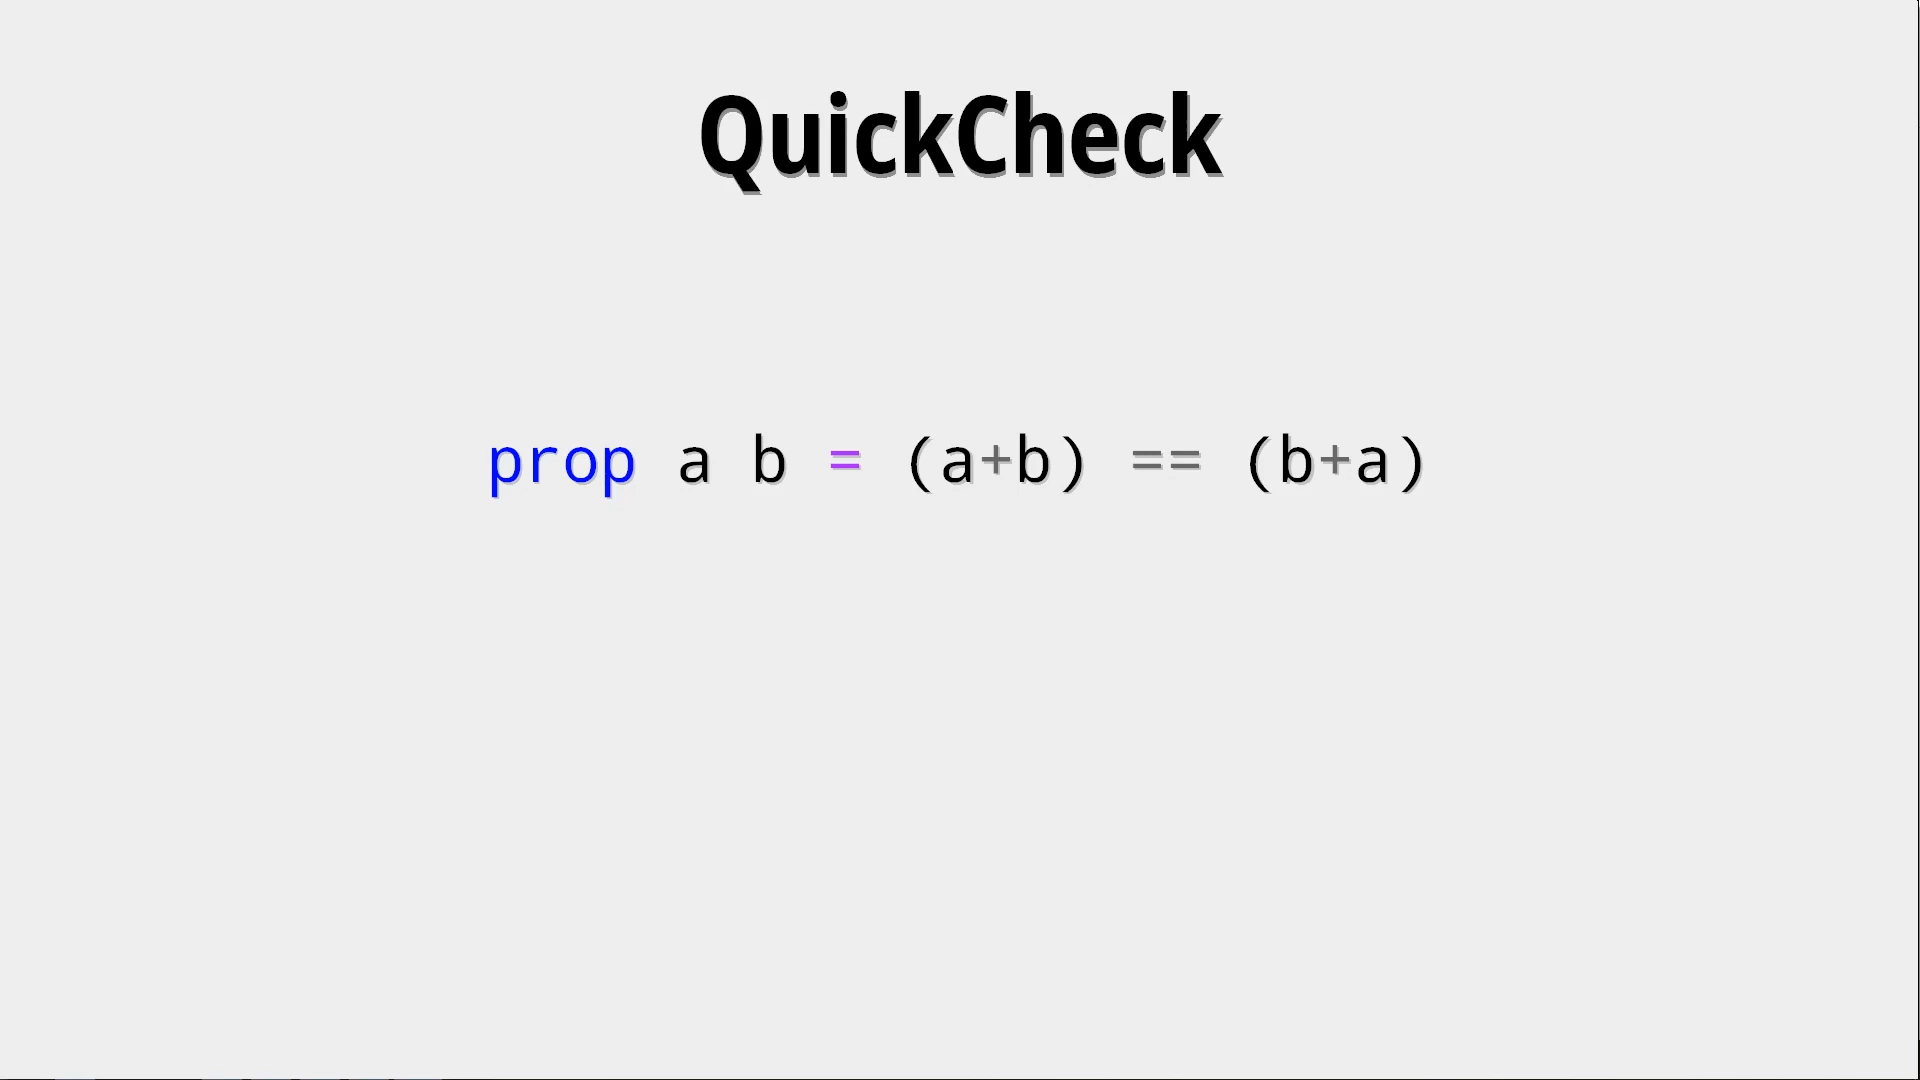 QuickCheck
prop a b = (a+b) == (b+a)